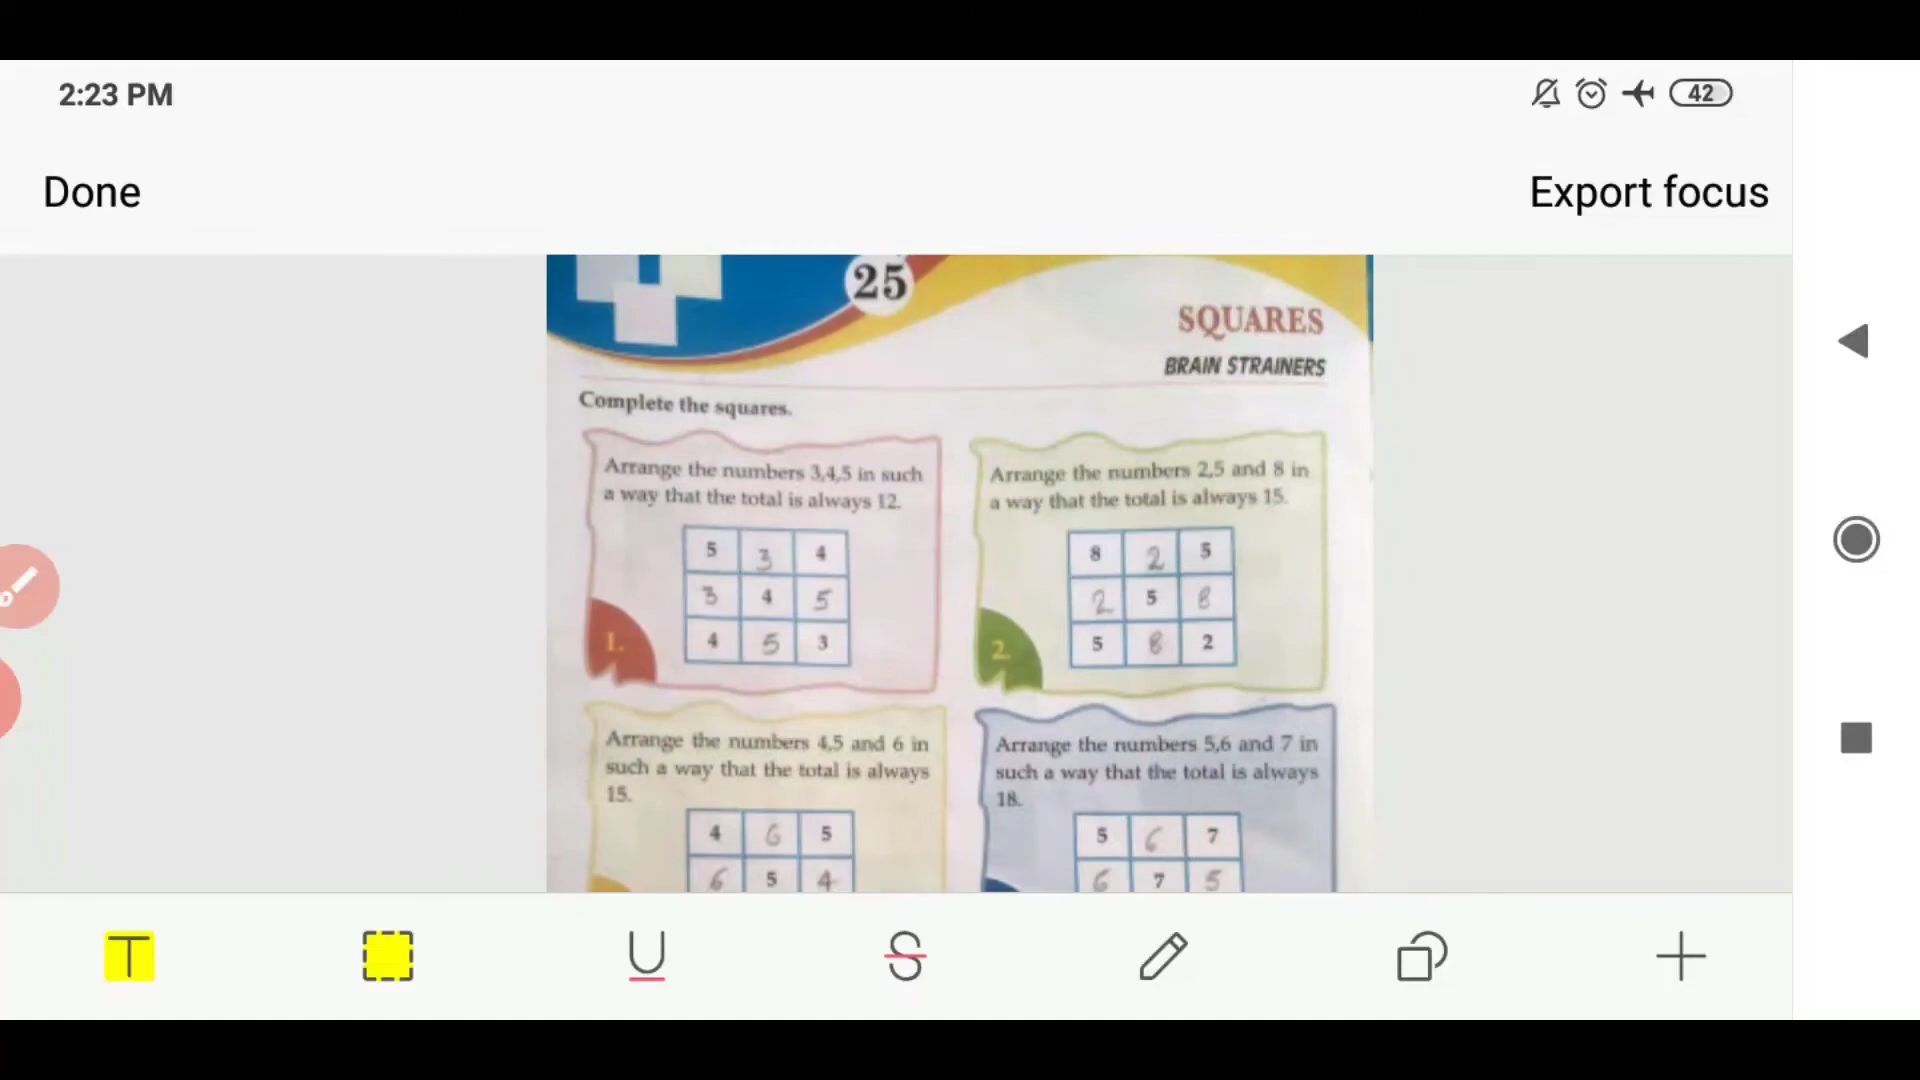 2:23 PM
42
Done
Export focus
25
SQUARES
BRAIN STRAINERS
Complete the squares.
Arrange the numbers 3,4,5 in such
a way that the total is always 12.
5 3 4
3 4 5
4 5 3
1.
Arrange the numbers 2,5 and 8 in
a way that the total is always 15.
8 2 5
2 5 8
5 8 2
2.
Arrange the numbers 4,5 and 6 in
such a way that the total is always
15.
4 6 5
6 5 4
Arrange the numbers 5,6 and 7 in
such a way that the total is always
18.
5 6 7
6 7 5
T
U
S